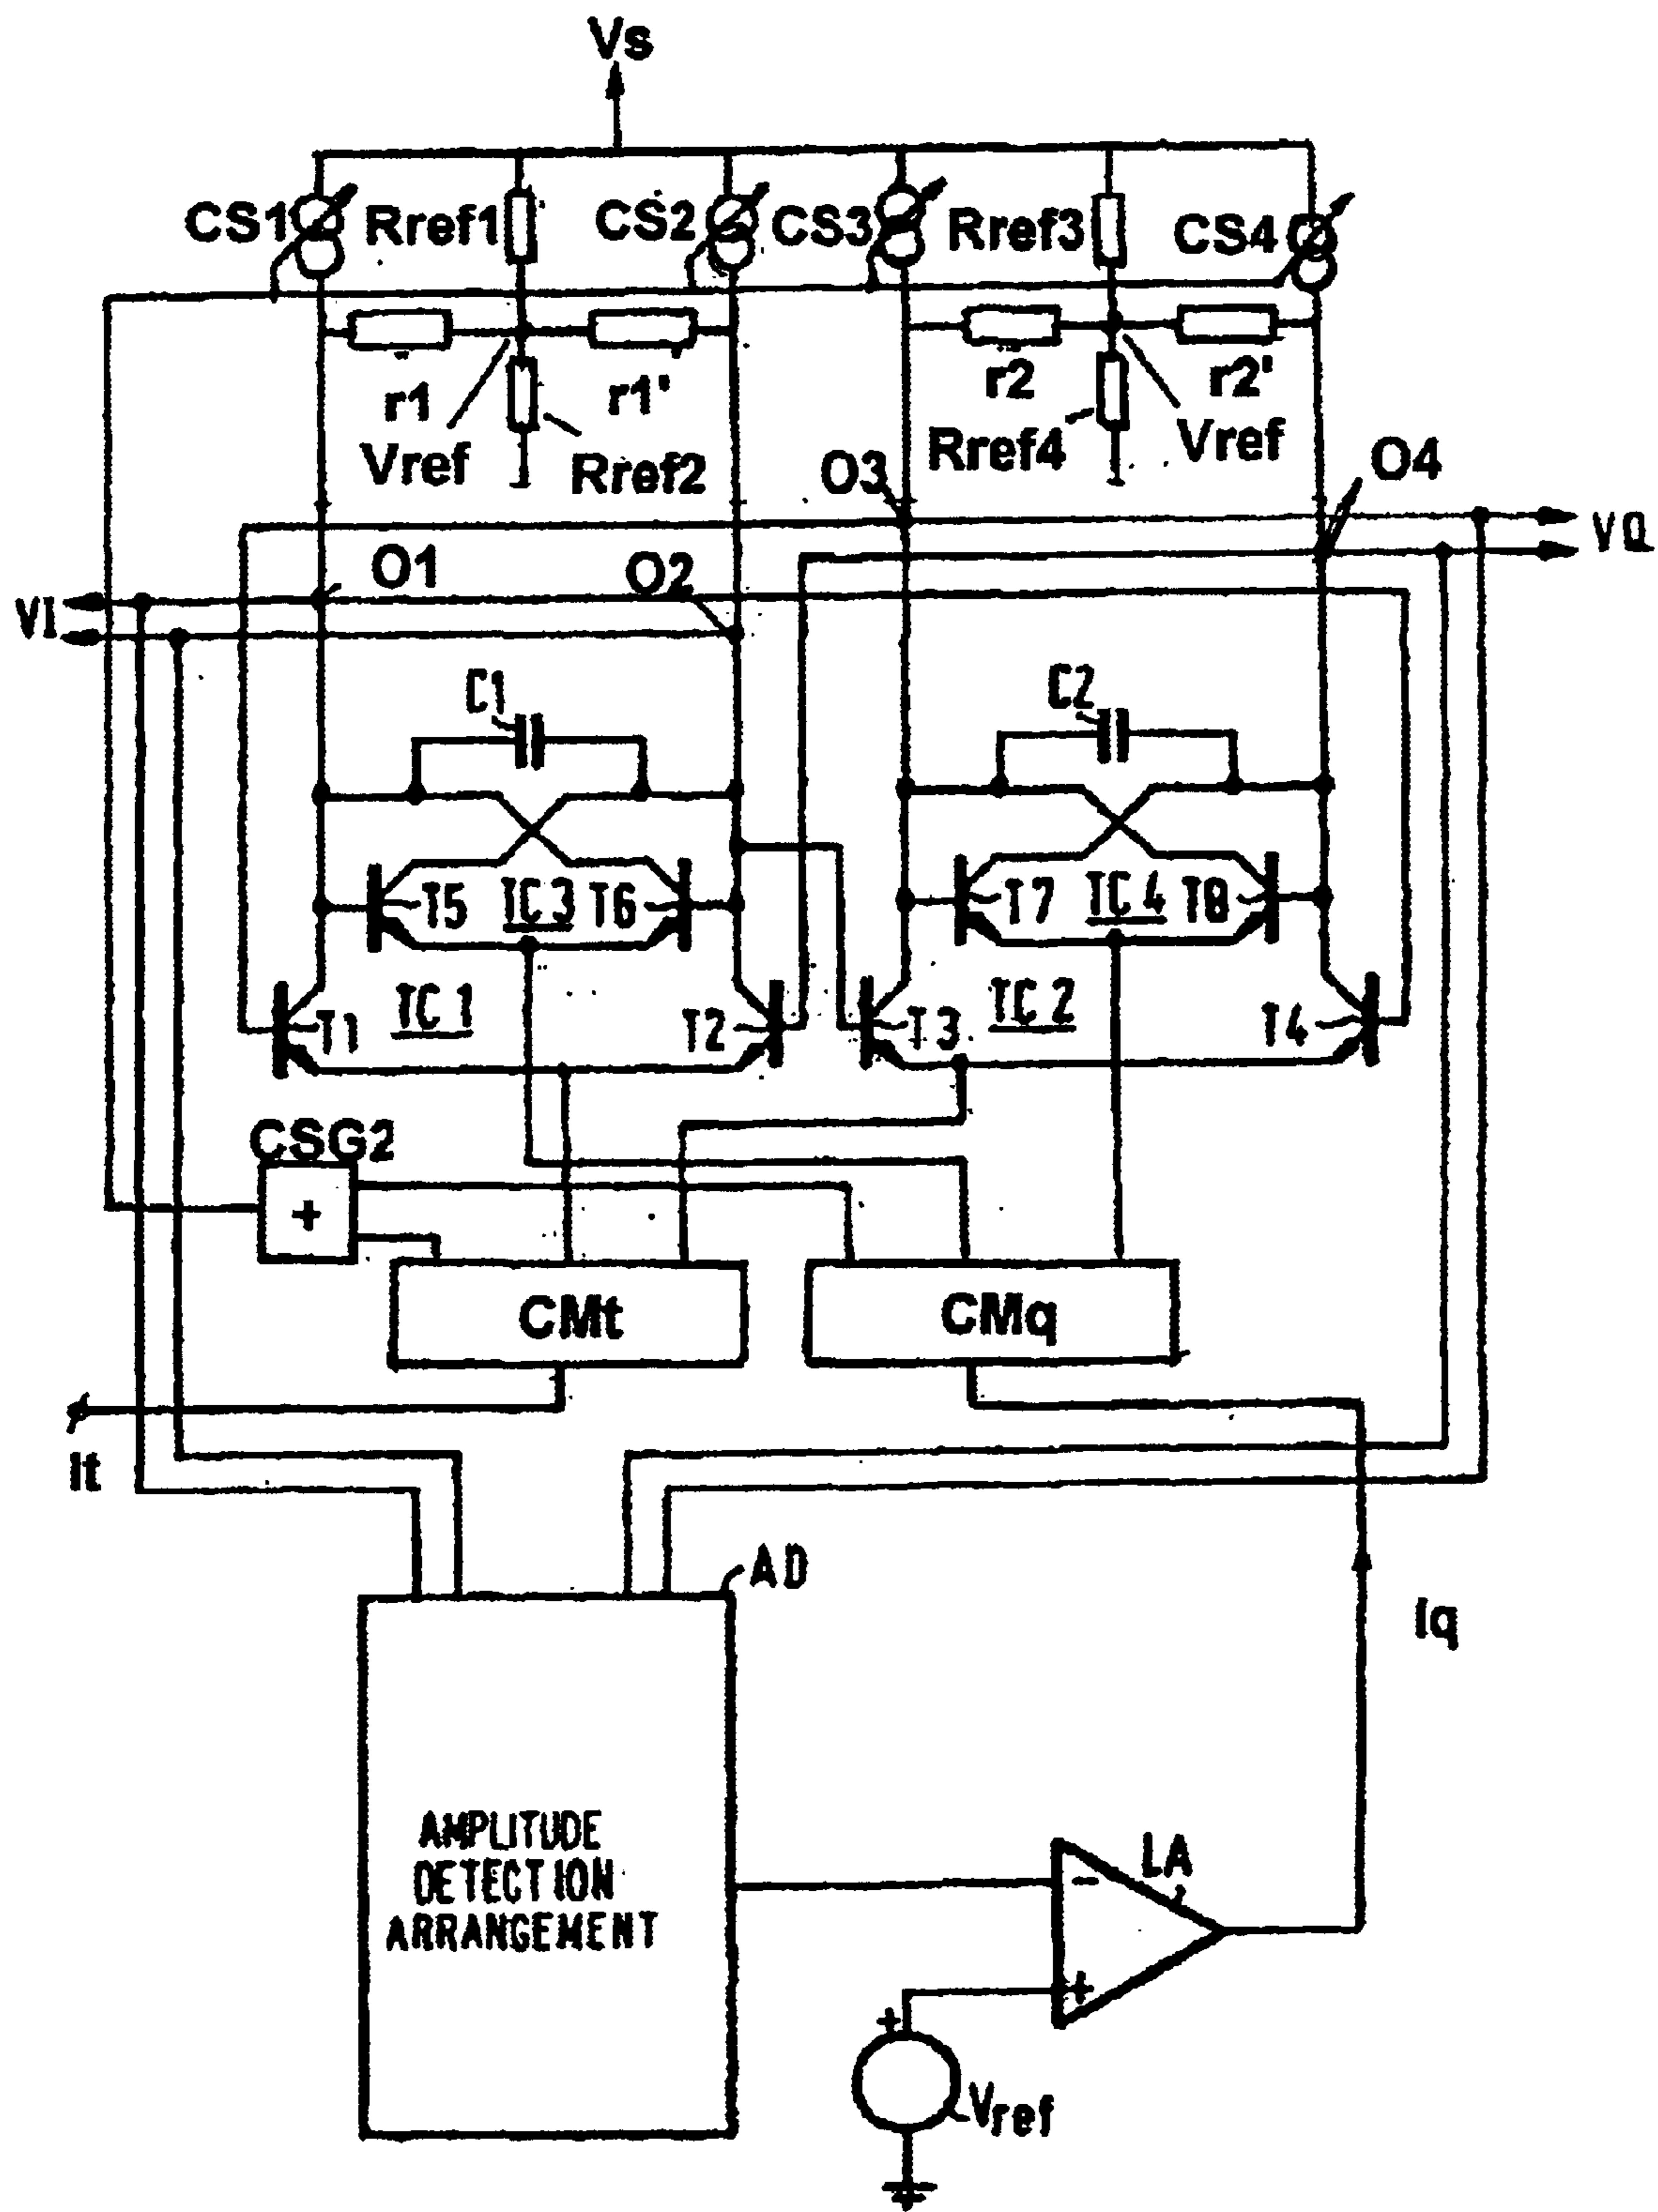 Vs
CS1
Rref1
CS2
CS3
Rref3
CS4
r1
r1'
r2
r2'
Vref
Rref2
Rref4
Vref
O3
O4
VQ
O1
O2
VI
C1
C2
T5
TC3
T6
T7
TC4
T8
T1
TC1
T2
T3
TC2
T4
CSG2
+
CMt
CMq
It
AD
Iq
AMPLITUDE
DETECTION
ARRANGEMENT
LA
-
+
+
Vref